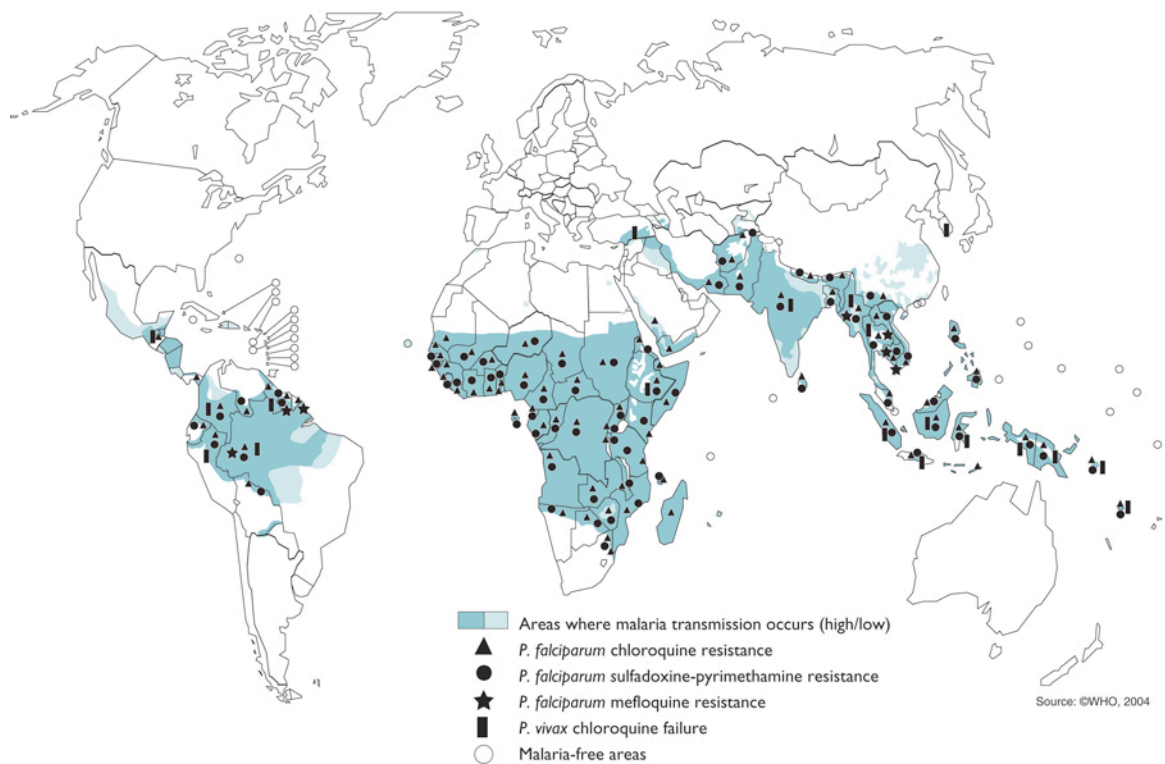 Areas where malaria transmission occurs (high/low)
P. falciparum chloroquine resistance
P. falciparum sulfadoxine-pyrimethamine resistance
P. falciparum mefloquine resistance
P. vivax chloroquine failure
Malaria-free areas
Source: ©WHO, 2004